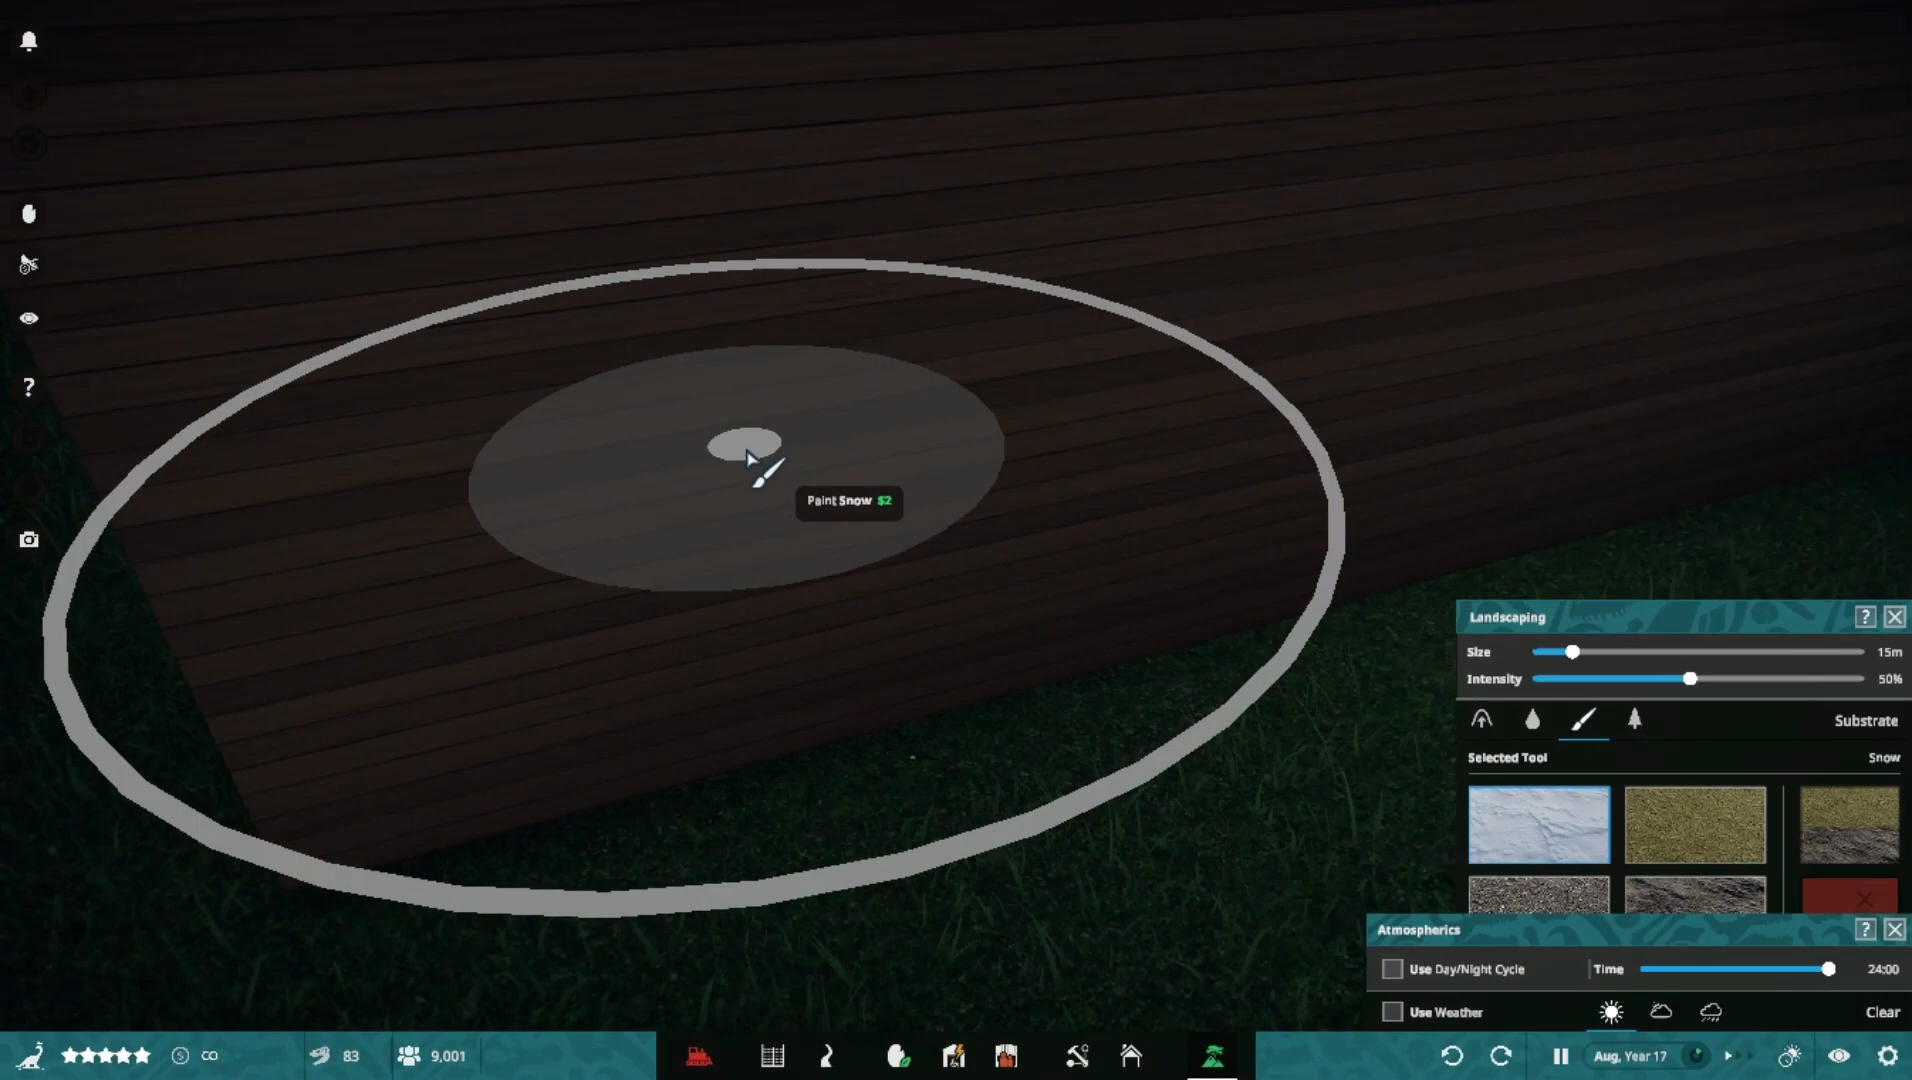 ?
Paint Snow $2
Landscaping
?
Size
15m
Intensity
50%
Substrate
Selected Tool
Snow
Atmospherics
?
Use Day/Night Cycle
Time
24:00
Use Weather
Clear
83
9,001
Aug, Year 17